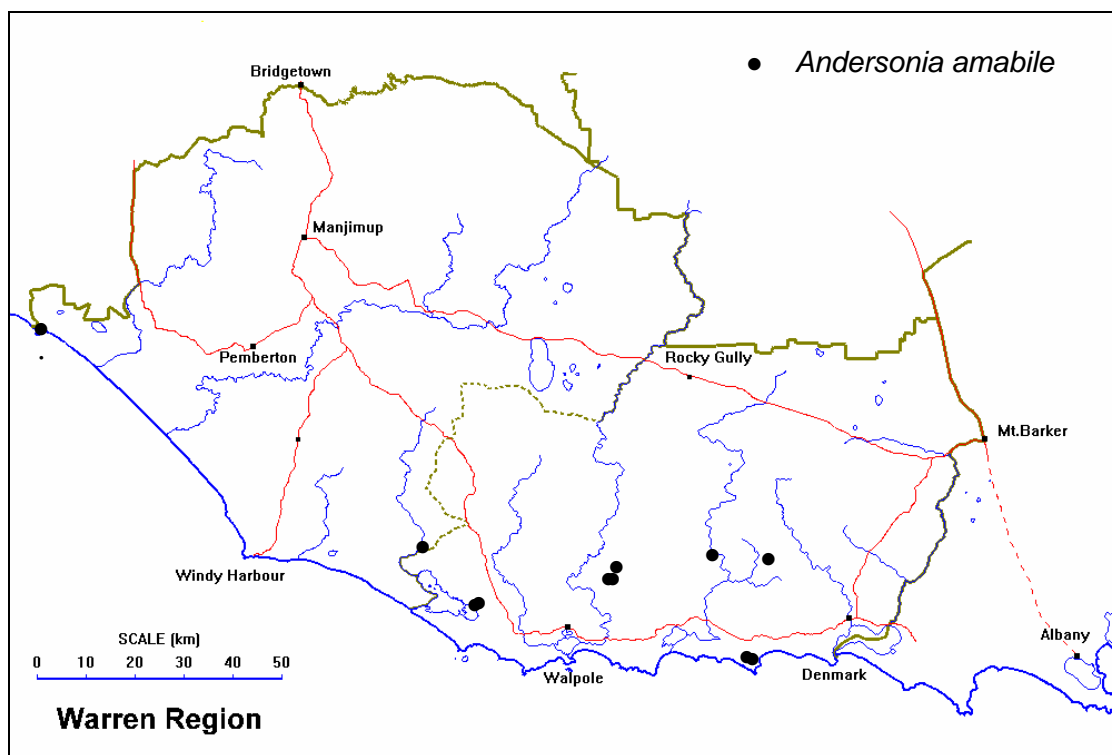 Andersonia amabile
Bridgetown
Manjimup
Pemberton
Rocky Gully
Mt.Barker
Windy Harbour
SCALE (km)
0 10 20 30 40 50
Walpole
Denmark
Albany
Warren Region